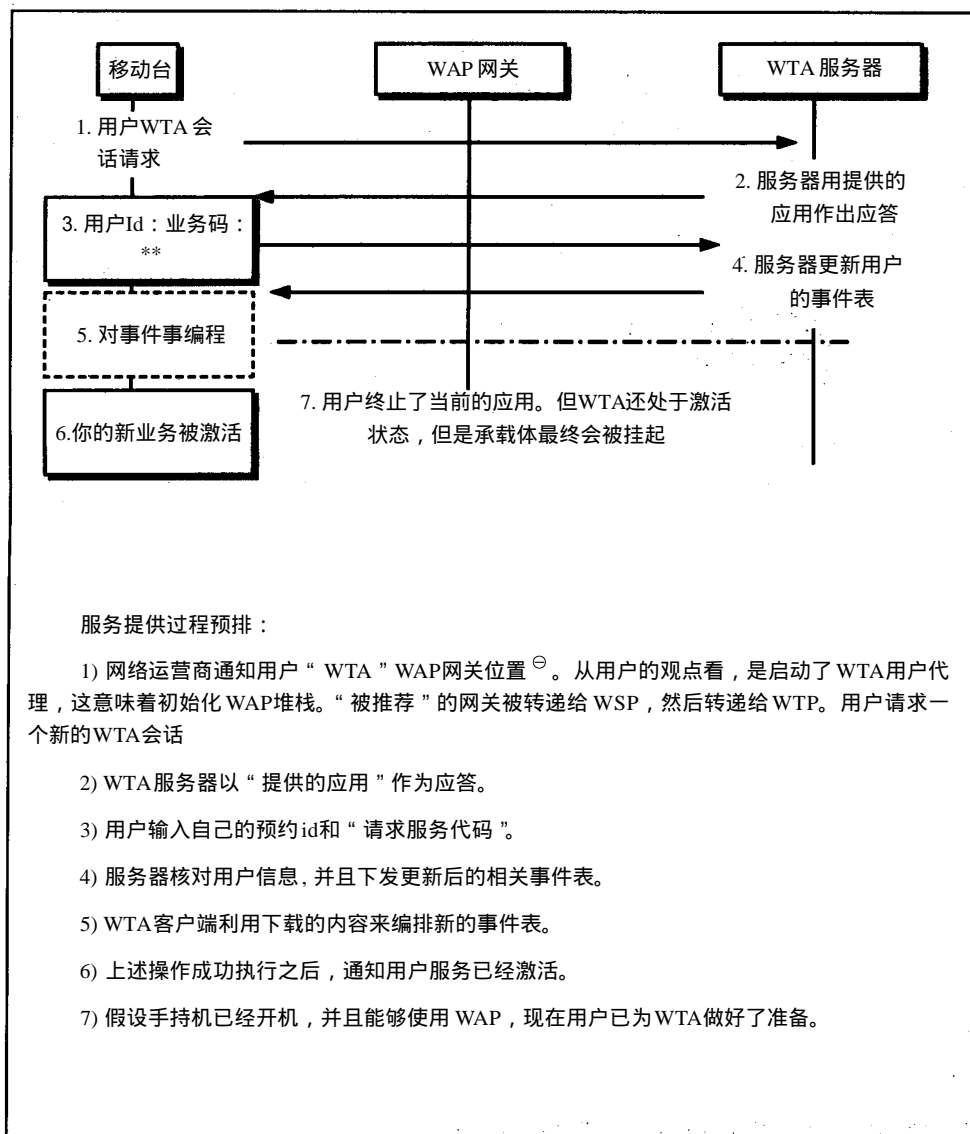 移动台
WAP 网关
WTA 服务器
1. 用户WTA 会
话请求
2. 服务器用提供的
应用作出应答
3. 用户Id：业务码：
**
4. 服务器更新用户
的事件表
5. 对事件事编程
6.你的新业务被激活
7. 用户终止了当前的应用。但WTA还处于激活
状态，但是承载体最终会被挂起
服务提供过程预排：
1) 网络运营商通知用户“ WTA ”WAP网关位置㊀。从用户的观点看，是启动了WTA用户代
理，这意味着初始化 WAP堆栈。“被推荐”的网关被转递给 WSP，然后转递给 WTP。用户请求一
个新的WTA会话
2) WTA服务器以“提供的应用”作为应答。
3) 用户输入自己的预约id和“请求服务代码”。
4) 服务器核对用户信息, 并且下发更新后的相关事件表。
5) WTA客户端利用下载的内容来编排新的事件表。
6) 上述操作成功执行之后，通知用户服务已经激活。
7) 假设手持机已经开机，并且能够使用 WAP，现在用户已为WTA做好了准备。